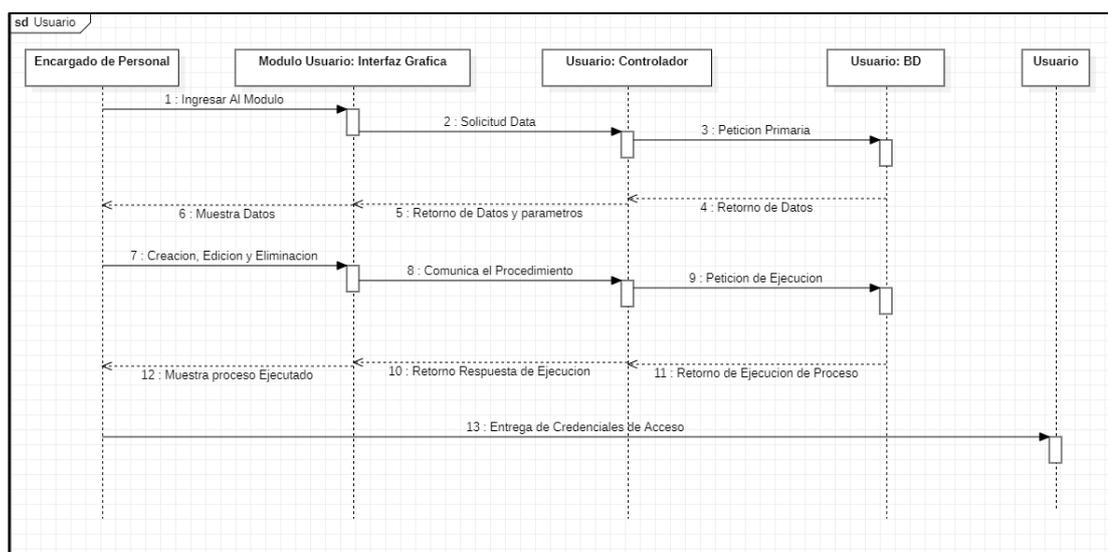 sd Usuario
Encargado de Personal
Modulo Usuario: Interfaz Grafica
Usuario: Controlador
Usuario: BD
Usuario
1 : Ingresar Al Modulo
2 : Solicitud Data
3 : Peticion Primaria
4 : Retorno de Datos
5 : Retorno de Datos y parametros
6 : Muestra Datos
7 : Creacion, Edicion y Eliminacion
8 : Comunica el Procedimiento
9 : Peticion de Ejecucion
10 : Retorno Respuesta de Ejecucion
11 : Retorno de Ejecucion de Proceso
12 : Muestra proceso Ejecutado
13 : Entrega de Credenciales de Acceso